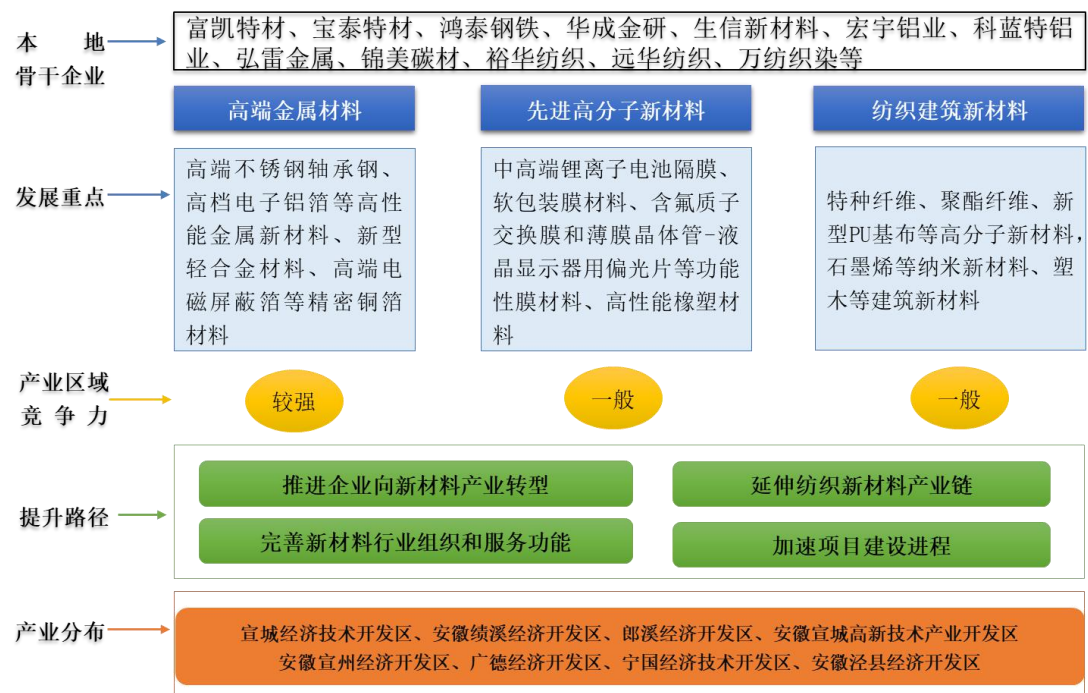 本 地
骨干企业
富凯特材、宝泰特材、鸿泰钢铁、华成金研、生信新材料、宏宇铝业、科蓝特铝
业、弘雷金属、锦美碳材、裕华纺织、远华纺织、万纺织染等
高端金属材料
先进高分子新材料
纺织建筑新材料
发展重点
高端不锈钢轴承钢、
高档电子铝箔等高性
能金属新材料、新型
轻合金材料、高端电
磁屏蔽箔等精密铜箔
材料
中高端锂离子电池隔膜、
软包装膜材料、含氟质子
交换膜和薄膜晶体管-液
晶显示器用偏光片等功能
性膜材料、高性能橡塑材
料
特种纤维、聚酯纤维、新
型PU基布等高分子新材料,
石墨烯等纳米新材料、塑
木等建筑新材料
产业区域
竞 争 力
较强
一般
一般
提升路径
推进企业向新材料产业转型
延伸纺织新材料产业链
完善新材料行业组织和服务功能
加速项目建设进程
产业分布
宣城经济技术开发区、安徽绩溪经济开发区、郎溪经济开发区、安徽宣城高新技术产业开发区
安徽宣州经济开发区、广德经济开发区、宁国经济技术开发区、安徽泾县经济开发区